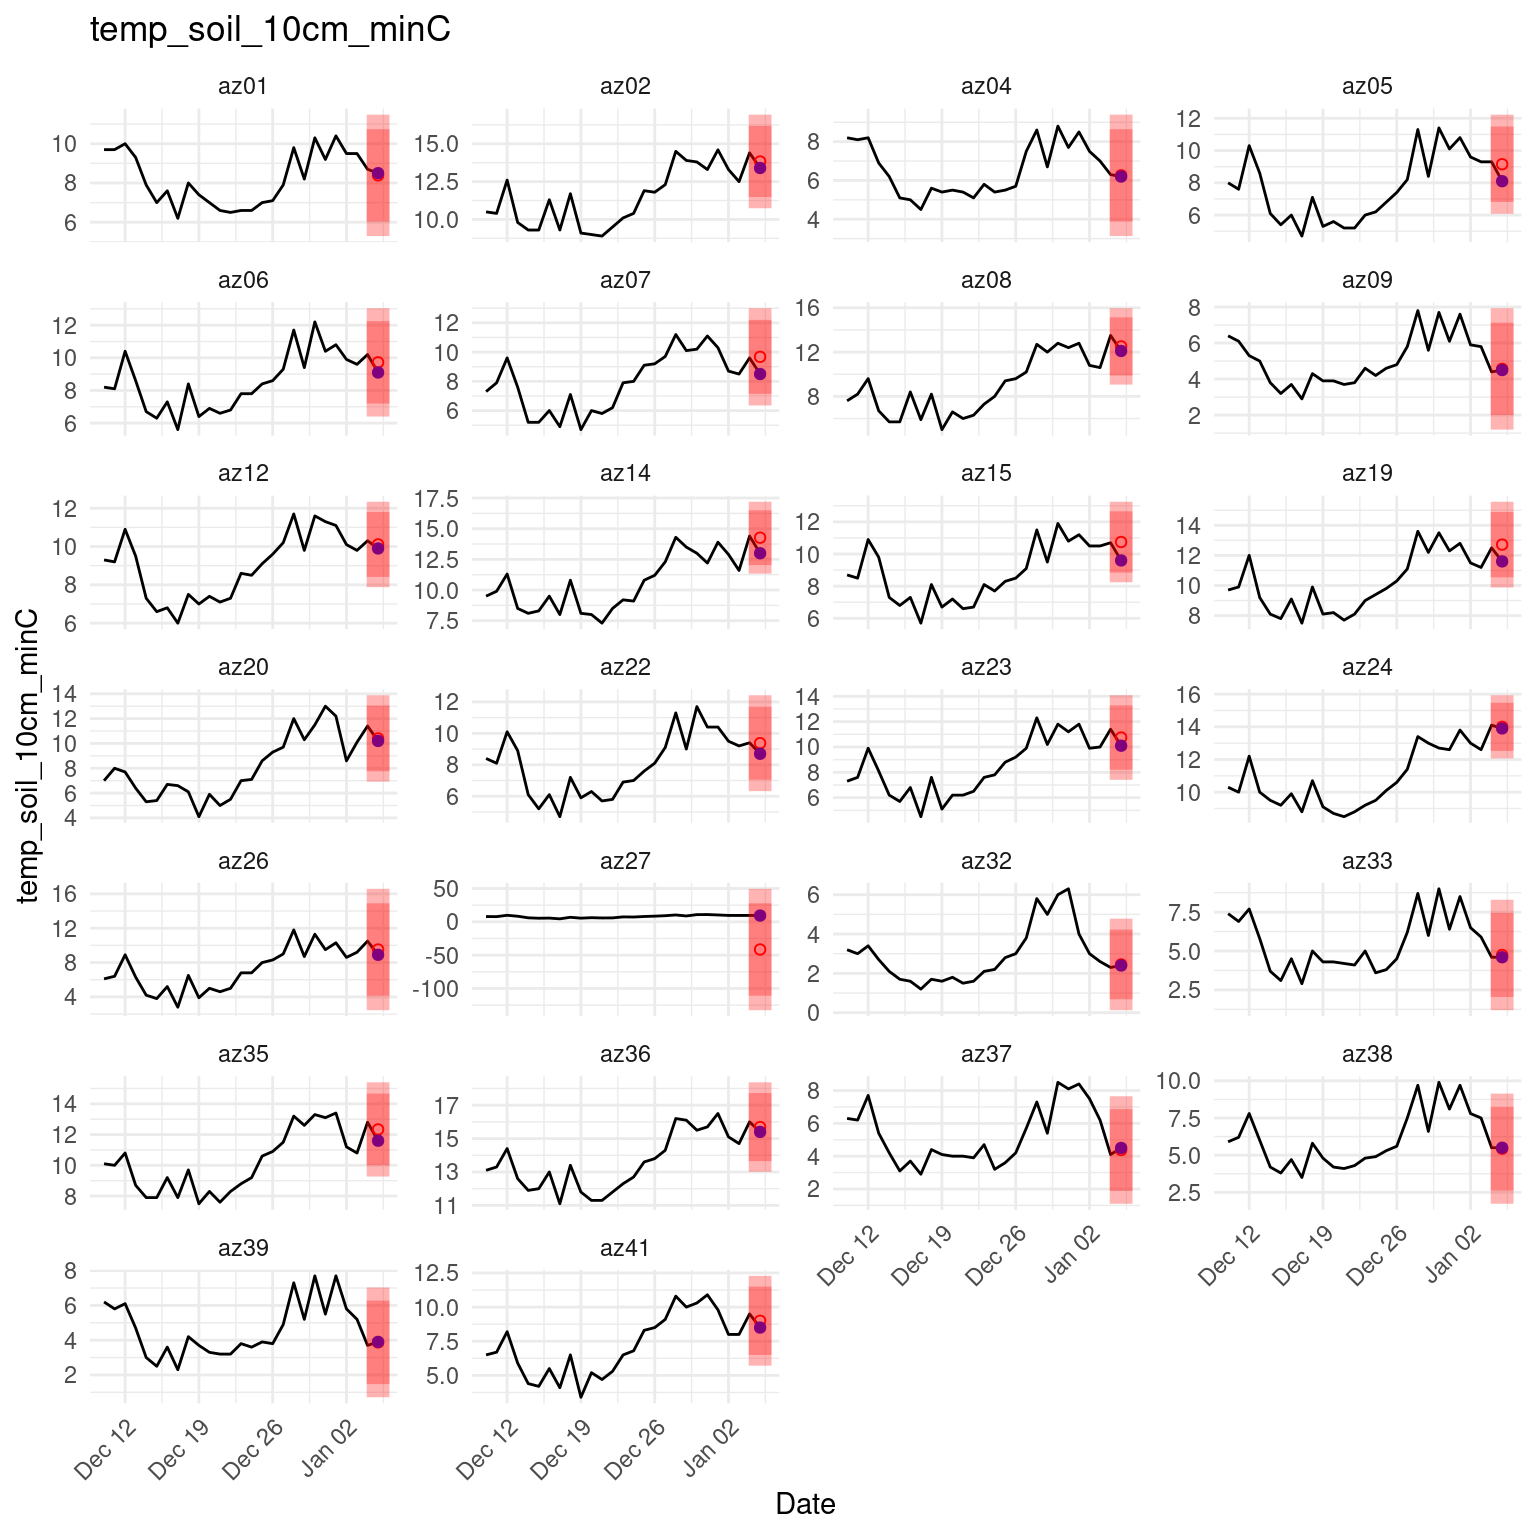 temp_soil_10cm_minC
az01 az02 az04 az05
10 8 6
15.0 12.5 10.0
8 6 4
12 10 8 6
az06 az07 az08 az09
12 10 8 6
12 10 8 6
16 12 8
8 6 4 2
az12 az14 az15 az19
12 10 8 6
17.5 15.0 12.5 10.0 7.5
12 10 8 6
14 12 10 8
az20 az22 az23 az24
14 12 10 8 6 4
12 10 8 6
14 12 10 8 6
16 14 12 10
az26 az27 az32 az33
16 12 8 4
50 0 -50 -100
6 4 2 0
7.5 5.0 2.5
az35 az36 az37 az38
14 12 10 8
17 15 13 11
8 6 4 2
10.0 7.5 5.0 2.5
Dec 12 Dec 19 Dec 26 Jan 02
Dec 12 Dec 19 Dec 26 Jan 02
az39 az41
8 6 4 2
12.5 10.0 7.5 5.0
Dec 12 Dec 19 Dec 26 Jan 02
Dec 12 Dec 19 Dec 26 Jan 02
temp_soil_10cm_minC
Date